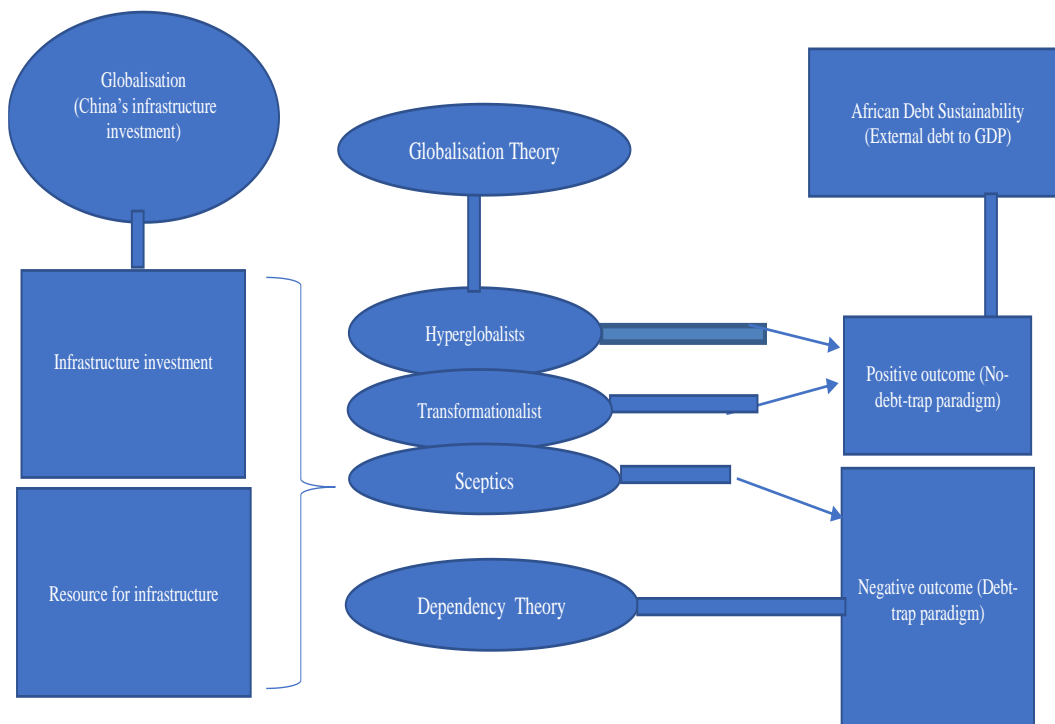 Globalisation
(China's infrastructure
investment)
Infrastructure investment
Resource for infrastructure
Globalisation Theory
Hyperglobalists
Transformationalist
Sceptics
Dependency Theory
African Debt Sustainability
(External debt to GDP)
Positive outcome (No-
debt-trap paradigm)
Negative outcome (Debt-
trap paradigm)